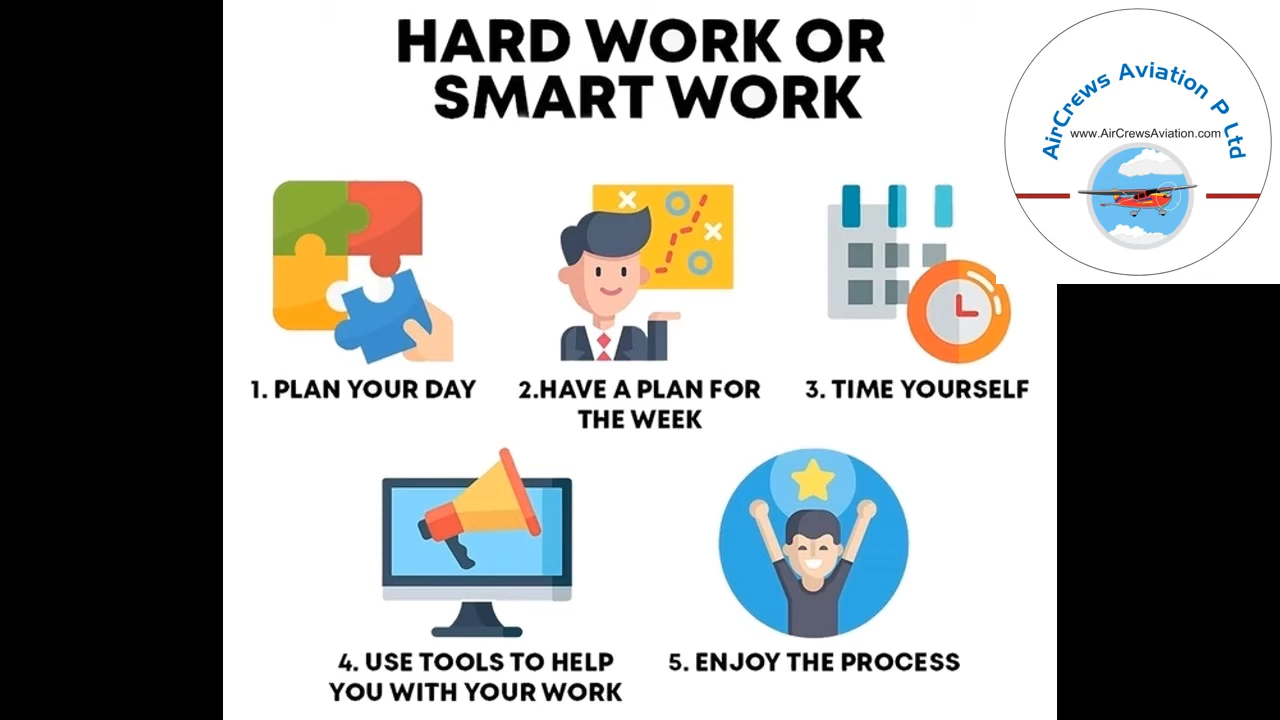 HARD WORK OR
SMART WORK
AirCrews Aviation P Ltd
www.AirCrewsAviation.com
1. PLAN YOUR DAY
2.HAVE A PLAN FOR
THE WEEK
3. TIME YOURSELF
4. USE TOOLS TO HELP
YOU WITH YOUR WORK
5. ENJOY THE PROCESS